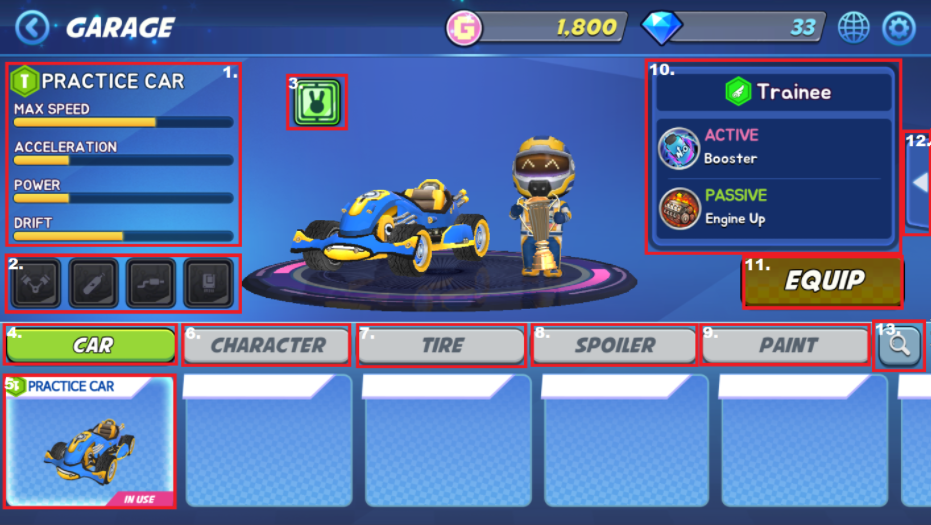 GARAGE
G
1,800
33
1.
T PRACTICE CAR
MAX SPEED
ACCELERATION
POWER
DRIFT
2.
3.
10.
Trainee
ACTIVE
Booster
PASSIVE
Engine Up
12.
11.
EQUIP
4.
CAR
6.
CHARACTER
7.
TIRE
8.
SPOILER
9.
PAINT
13.
5.
T PRACTICE CAR
IN USE